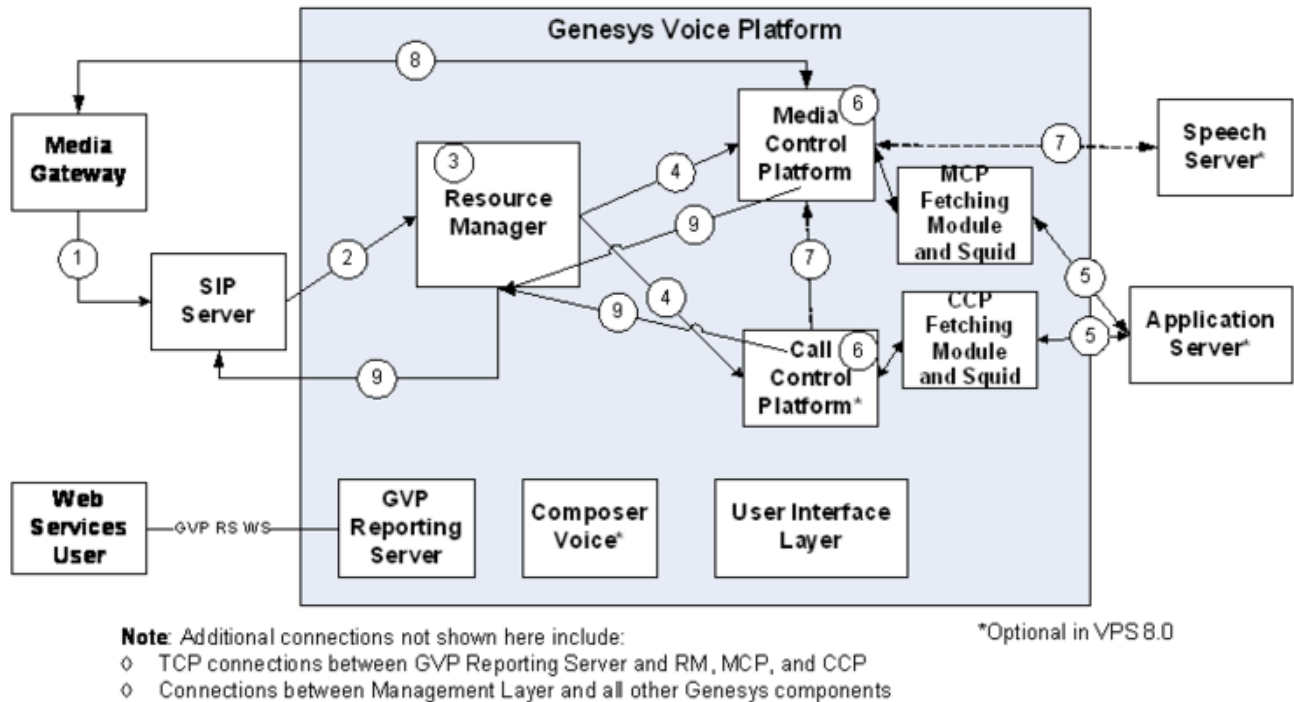 Genesys Voice Platform
8
Media
Gateway
1
SIP
Server
2
3
Resource
Manager
4
4
9
9
9
6
Media
Control
Platform
7
7
Speech
Server*
MCP
Fetching
Module
and Squid
5
CCP
Fetching
Module
and Squid
5
Application
Server*
6
Call
Control
Platform*
Web
Services
User
GVP RS WS
GVP
Reporting
Server
Composer
Voice*
User Interface
Layer
Note: Additional connections not shown here include:
◊ TCP connections between GVP Reporting Server and RM, MCP, and CCP
◊ Connections between Management Layer and all other Genesys components
*Optional in VPS 8.0